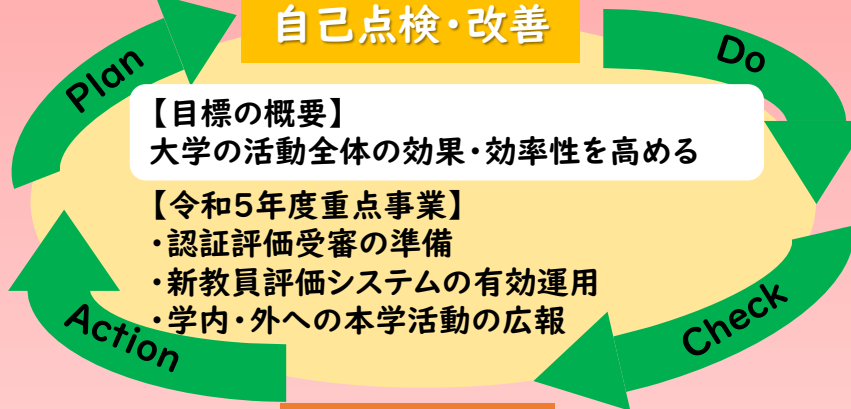 自己点検・改善
Plan
Do
【目標の概要】
大学の活動全体の効果・効率性を高める
【令和5年度重点事業】
・認証評価受審の準備
・新教員評価システムの有効運用
・学内・外への本学活動の広報
Action
Check